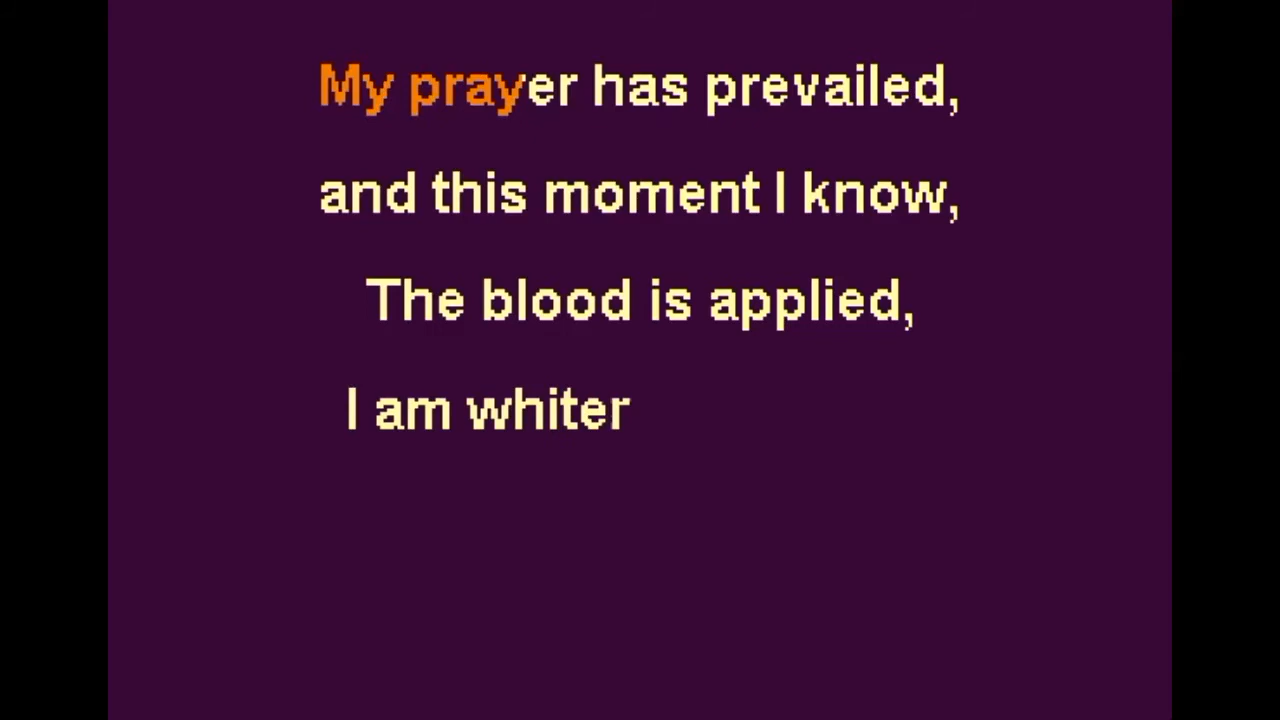 My prayer has prevailed,
and this moment I know,
The blood is applied,
I am whiter